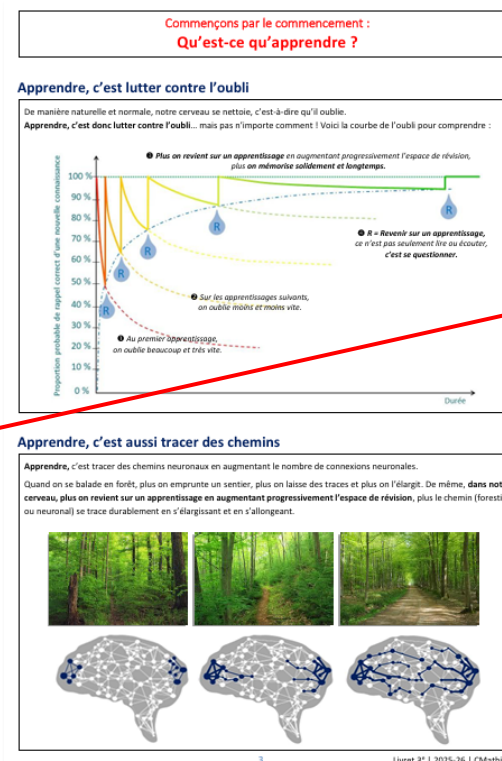 Commençons par le commencement :
Qu'est-ce qu'apprendre ?
Apprendre, c'est lutter contre l'oubli
De manière naturelle et normale, notre cerveau se nettoie, c'est-à-dire qu'il oublie.
Apprendre, c'est donc lutter contre l'oubli... mais pas n'importe comment ! Voici la courbe de l'oubli pour comprendre :
Proportion probable de rappel correct d'une nouvelle connaissance
❸ Plus on revient sur un apprentissage en augmentant progressivement l'espace de révision,
plus on mémorise solidement et longtemps.
100 %
90 %
80 %
70 %
60 %
50 %
40 %
30 %
20 %
10 %
0 %
R
R
R
R
R
❹ R = Revenir sur un apprentissage,
ce n'est pas seulement lire ou écouter,
c'est se questionner.
❷ Sur les apprentissages suivants,
on oublie moins et moins vite.
❶ Au premier apprentissage,
on oublie beaucoup et très vite.
Durée
Apprendre, c'est aussi tracer des chemins
Apprendre, c'est tracer des chemins neuronaux en augmentant le nombre de connexions neuronales.
Quand on se balade en forêt, plus on emprunte un sentier, plus on laisse des traces et plus on l'élargit. De même, dans not
cerveau, plus on revient sur un apprentissage en augmentant progressivement l'espace de révision, plus le chemin (foresti
ou neuronal) se trace durablement en s'élargissant et en s'allongeant.
3
Livret 3e | 2025-26 | CMathi